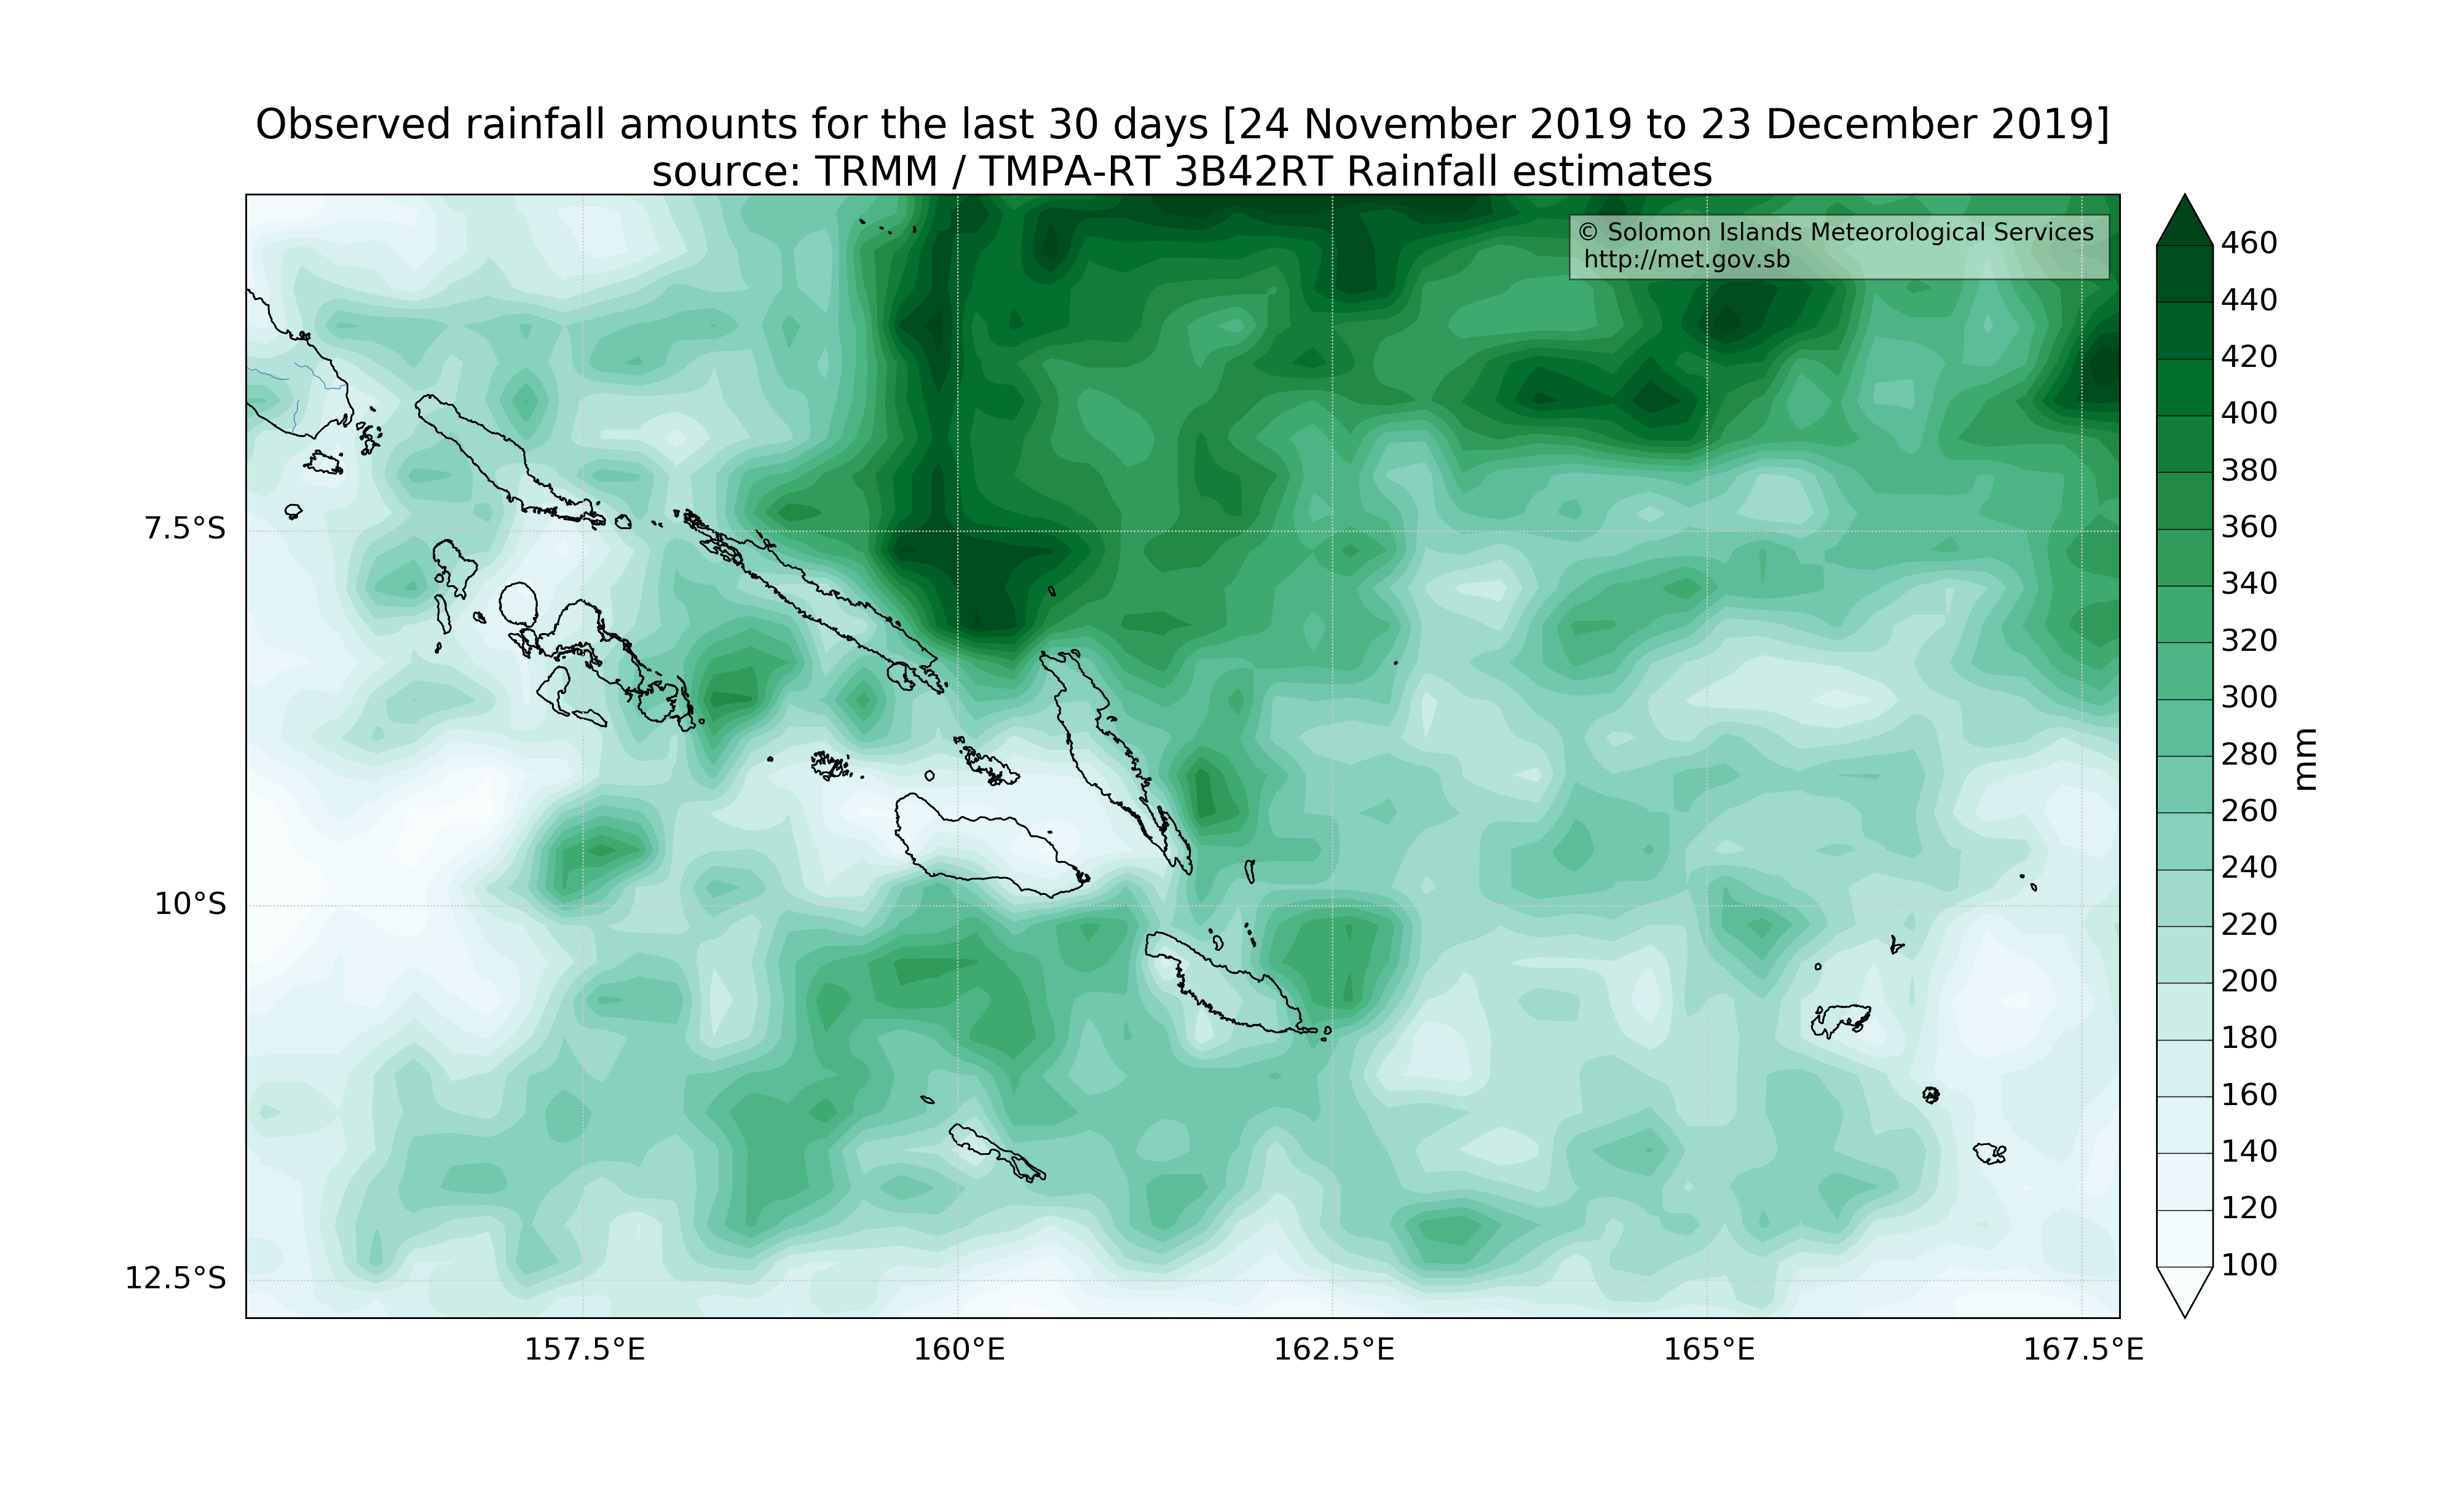 Observed rainfall amounts for the last 30 days [24 November 2019 to 23 December 2019]
source: TRMM / TMPA-RT 3B42RT Rainfall estimates
© Solomon Islands Meteorological Services
http://met.gov.sb
7.5°S
10°S
12.5°S
157.5°E
160°E
162.5°E
165°E
167.5°E
460
440
420
400
380
360
340
320
300
280
260
240
220
200
180
160
140
120
100
mm